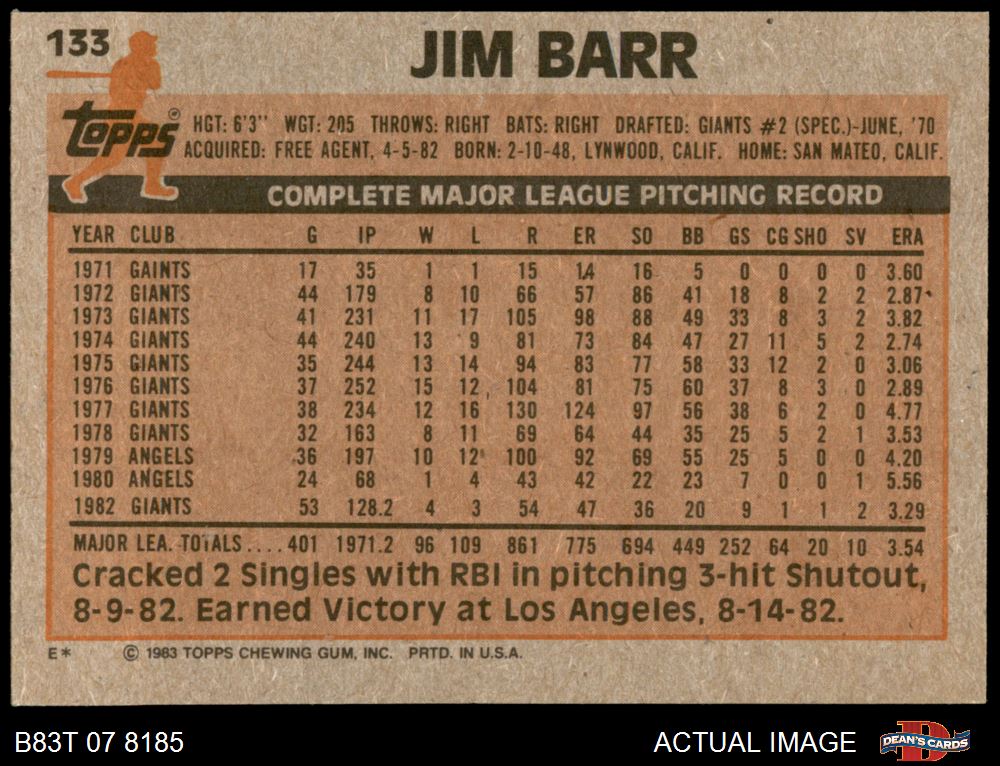 133
JIM BARR
Topps®
HGT: 6'3" WGT: 205 THROWS: RIGHT BATS: RIGHT DRAFTED: GIANTS #2 (SPEC.)-JUNE, '70
ACQUIRED: FREE AGENT, 4-5-82 BORN: 2-10-48, LYNWOOD, CALIF. HOME: SAN MATEO, CALIF.
COMPLETE MAJOR LEAGUE PITCHING RECORD
YEAR CLUB G IP W L R ER SO BB GS CG SHO SV ERA
1971 GAINTS 17 35 1 1 15 14 16 5 0 0 0 0 3.60
1972 GIANTS 44 179 8 10 66 57 86 41 18 8 2 2 2.87
1973 GIANTS 41 231 11 17 105 98 88 49 33 8 3 2 3.82
1974 GIANTS 44 240 13 9 81 73 84 47 27 11 5 2 2.74
1975 GIANTS 35 244 13 14 94 83 77 58 33 12 2 0 3.06
1976 GIANTS 37 252 15 12 104 81 75 60 37 8 3 0 2.89
1977 GIANTS 38 234 12 16 130 124 97 56 38 6 2 0 4.77
1978 GIANTS 32 163 8 11 69 64 44 35 25 5 2 1 3.53
1979 ANGELS 36 197 10 12 100 92 69 55 25 5 0 0 4.20
1980 ANGELS 24 68 1 4 43 42 22 23 7 0 0 1 5.56
1982 GIANTS 53 128.2 4 3 54 47 36 20 9 1 1 2 3.29
MAJOR LEA. TOTALS.... 401 1971.2 96 109 861 775 694 449 252 64 20 10 3.54
Cracked 2 Singles with RBI in pitching 3-hit Shutout,
8-9-82. Earned Victory at Los Angeles, 8-14-82.
E* © 1983 TOPPS CHEWING GUM, INC. PRTD. IN U.S.A.
B83T 07 8185
ACTUAL IMAGE
D
DEAN'S CARDS